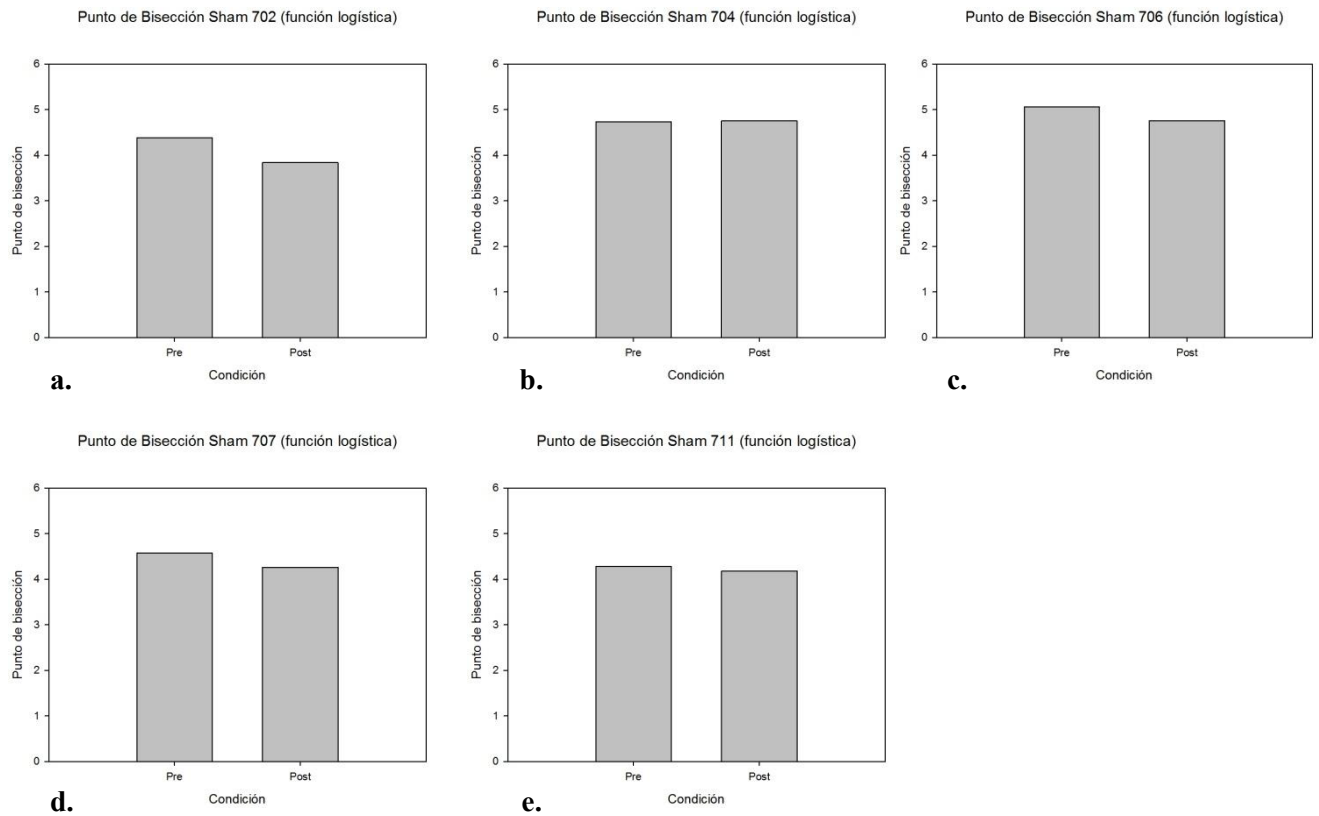 Punto de Bisección Sham 702 (función logística)
Punto de bisección
6
5
4
3
2
1
0
Pre Post
Condición
a.
Punto de Bisección Sham 704 (función logística)
Punto de bisección
6
5
4
3
2
1
0
Pre Post
Condición
b.
Punto de Bisección Sham 706 (función logística)
Punto de bisección
6
5
4
3
2
1
0
Pre Post
Condición
c.
Punto de Bisección Sham 707 (función logística)
Punto de bisección
6
5
4
3
2
1
0
Pre Post
Condición
d.
Punto de Bisección Sham 711 (función logística)
Punto de bisección
6
5
4
3
2
1
0
Pre Post
Condición
e.